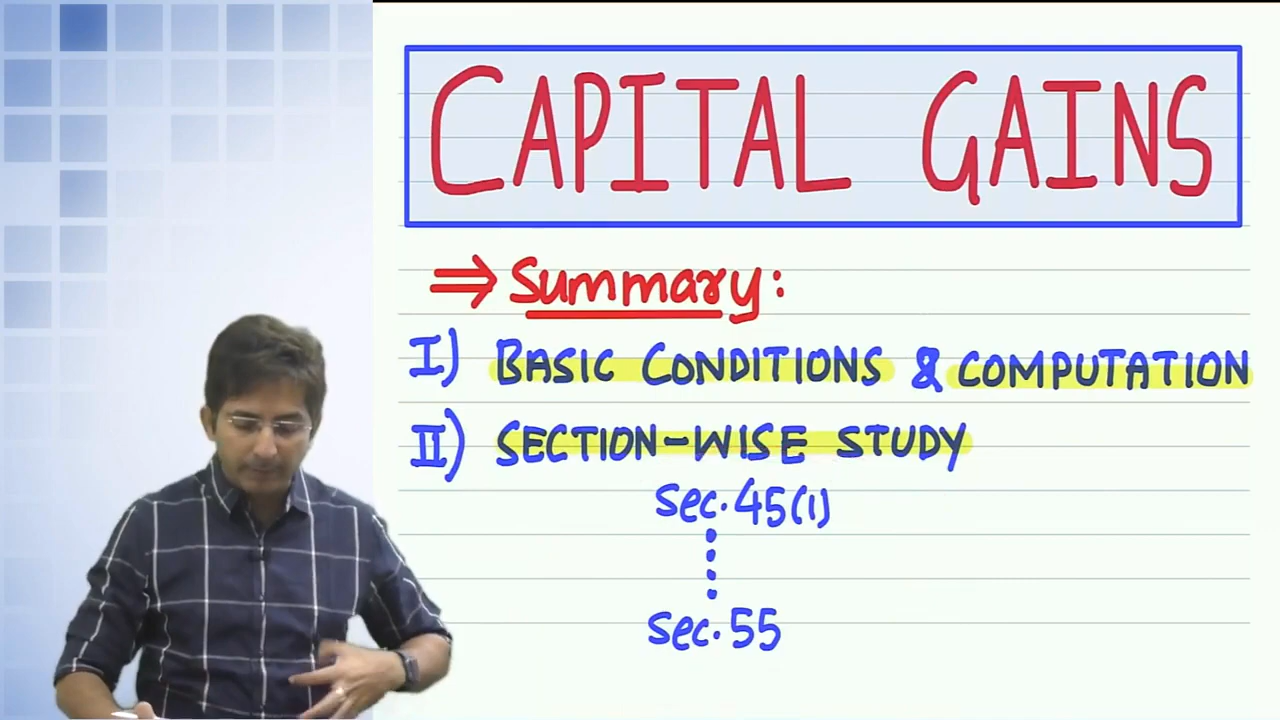 CAPITAL GAINS
⇒ Summary:
I) BASIC CONDITIONS & COMPUTATION
II) SECTION-WISE STUDY
Sec. 45(1)
Sec. 55